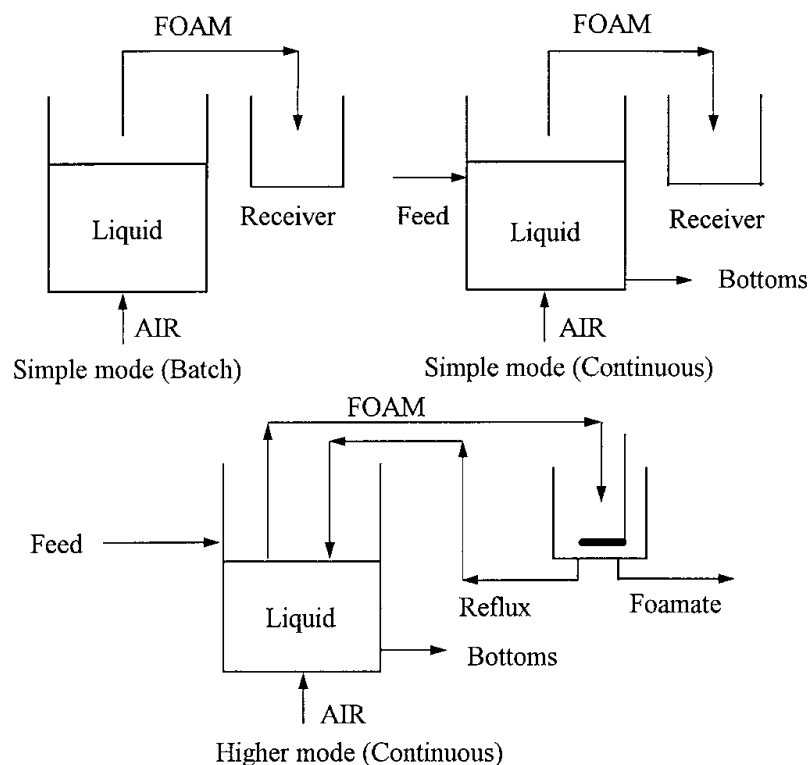 FOAM
Liquid
Receiver
AIR
Simple mode (Batch)
FOAM
Feed
Liquid
Receiver
Bottoms
AIR
Simple mode (Continuous)
FOAM
Feed
Liquid
Reflux
Foamate
Bottoms
AIR
Higher mode (Continuous)